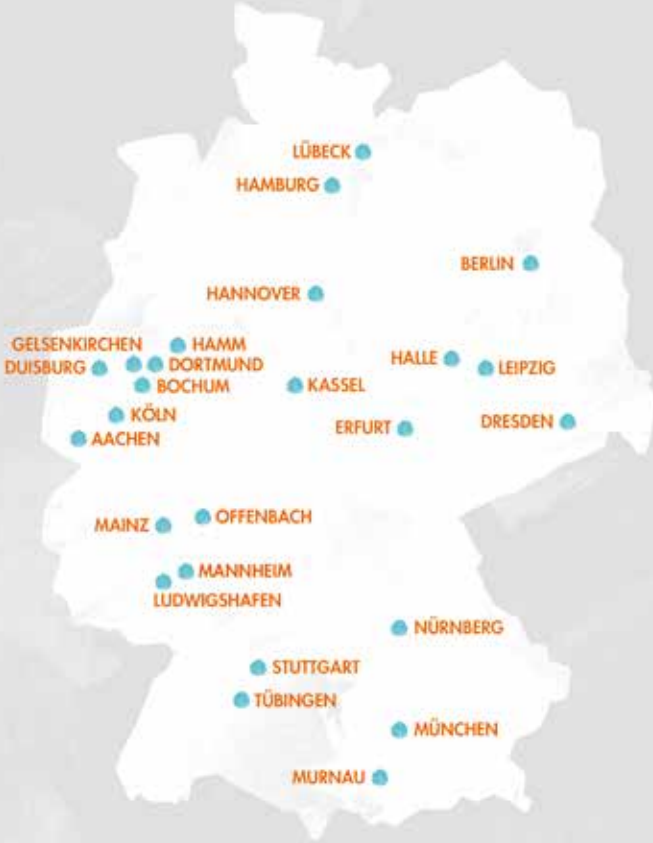 LÜBECK
HAMBURG
BERLIN
HANNOVER
GELSENKIRCHEN
HAMM
DUISBURG
DORTMUND
BOCHUM
KASSEL
HALLE
LEIPZIG
KÖLN
AACHEN
ERFURT
DRESDEN
MAINZ
OFFENBACH
MANNHEIM
LUDWIGSHAFEN
NÜRNBERG
STUTTGART
TÜBINGEN
MÜNCHEN
MURNAU